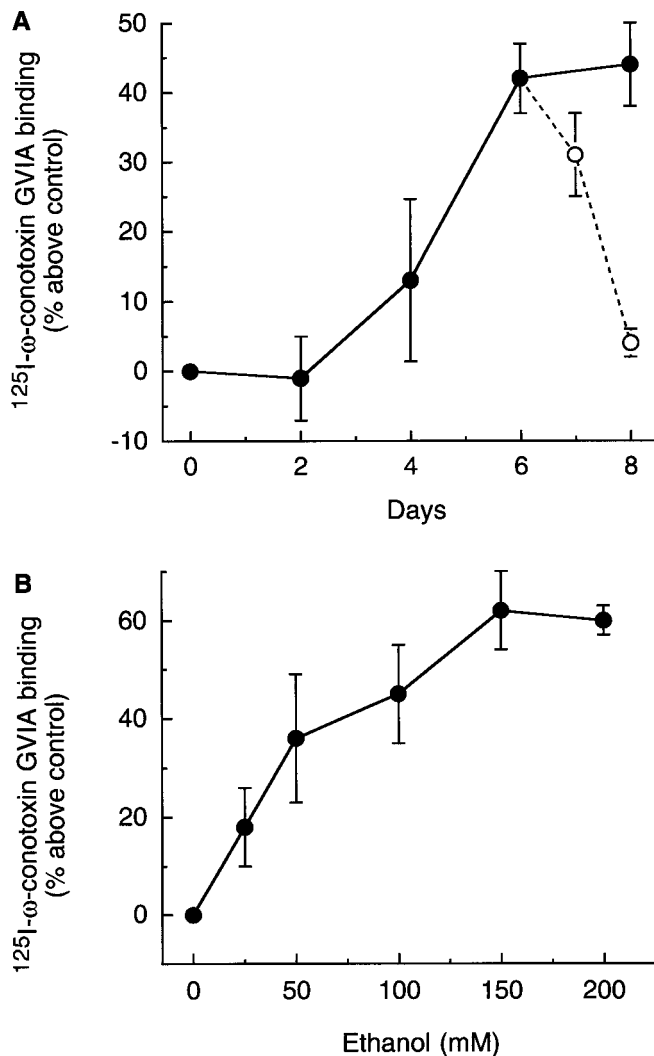 A
¹²⁵I-ω-conotoxin GVIA binding
(% above control)
50
40
30
20
10
0
-10
0 2 4 6 8
Days
B
¹²⁵I-ω-conotoxin GVIA binding
(% above control)
60
40
20
0
0 50 100 150 200
Ethanol (mM)